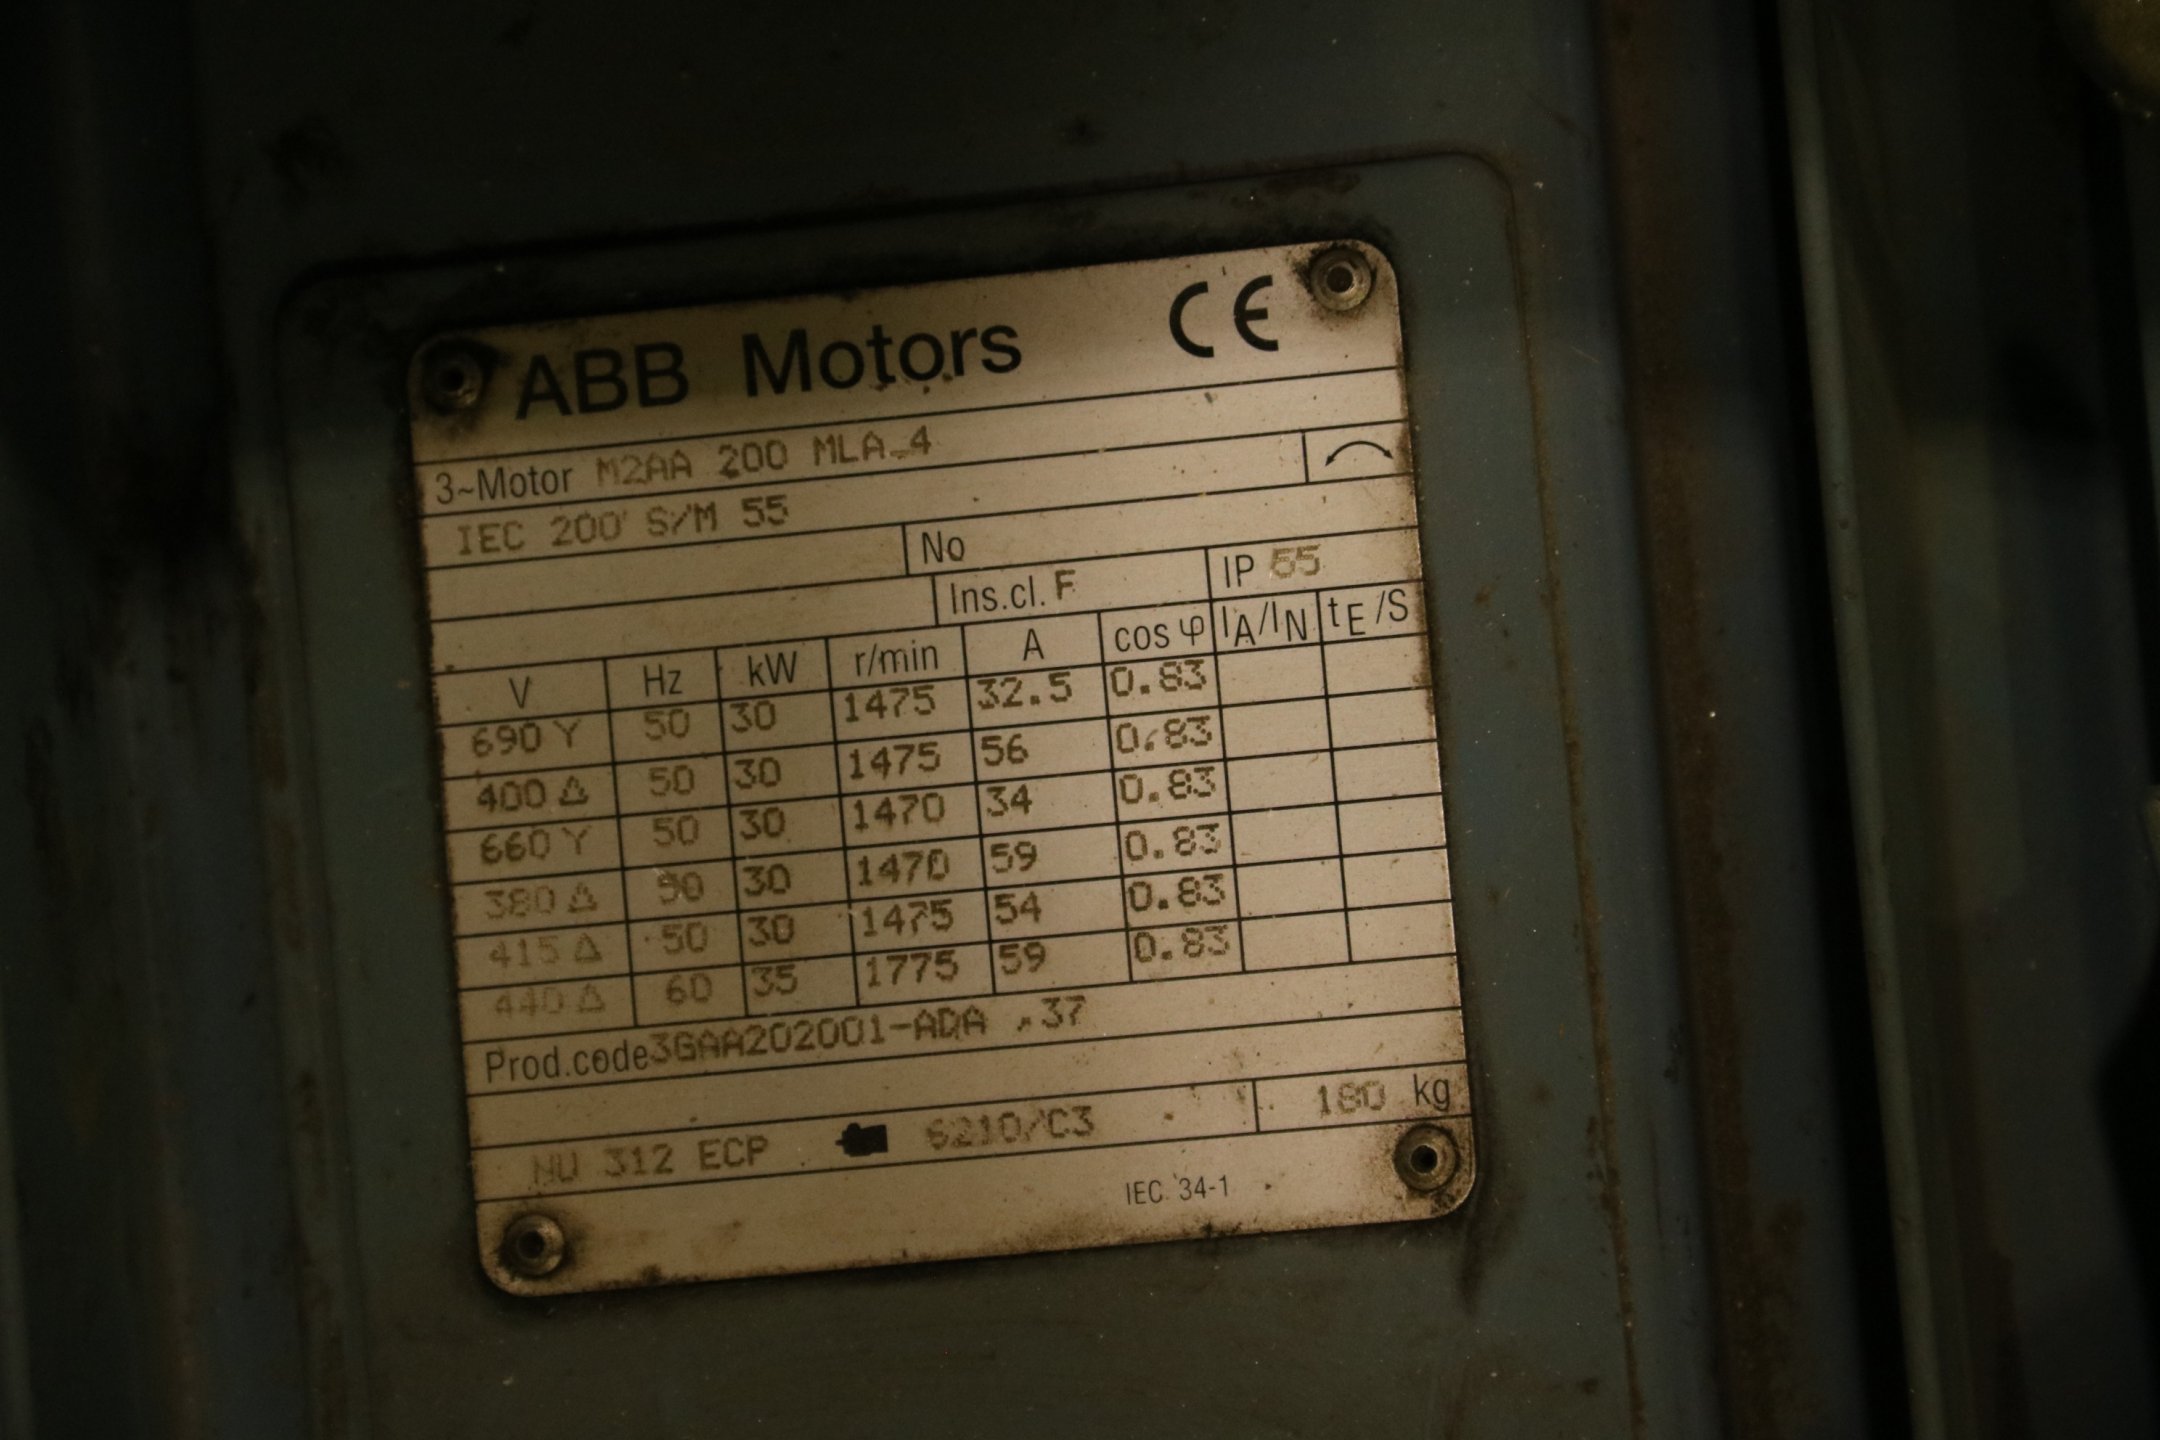 ABB Motors CE
3~Motor M2AA 200 MLA-4
IEC 200 S/M 55
No
Ins.cl. F IP 55
V Hz kW r/min A cos φ IA/IN tE/S
690 Y 50 30 1475 32.5 0.83
400 Δ 50 30 1475 56 0.83
660 Y 50 30 1470 34 0.83
380 Δ 50 30 1470 59 0.83
415 Δ 50 30 1475 54 0.83
440 Δ 60 35 1775 59 0.83
Prod.code 3GAA202001-ADA .37
NU 312 ECP 6210/C3 180 kg
IEC 34-1